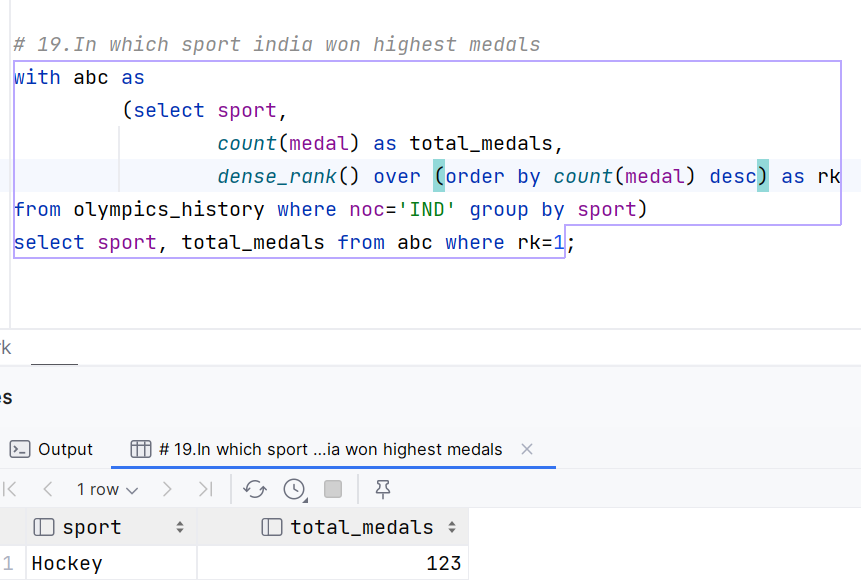 # 19.In which sport india won highest medals
with abc as
(select sport,
count(medal) as total_medals,
dense_rank() over (order by count(medal) desc) as rk
from olympics_history where noc='IND' group by sport)
select sport, total_medals from abc where rk=1;
Output
# 19.In which sport ...ia won highest medals
1 row
sport total_medals
1 Hockey 123